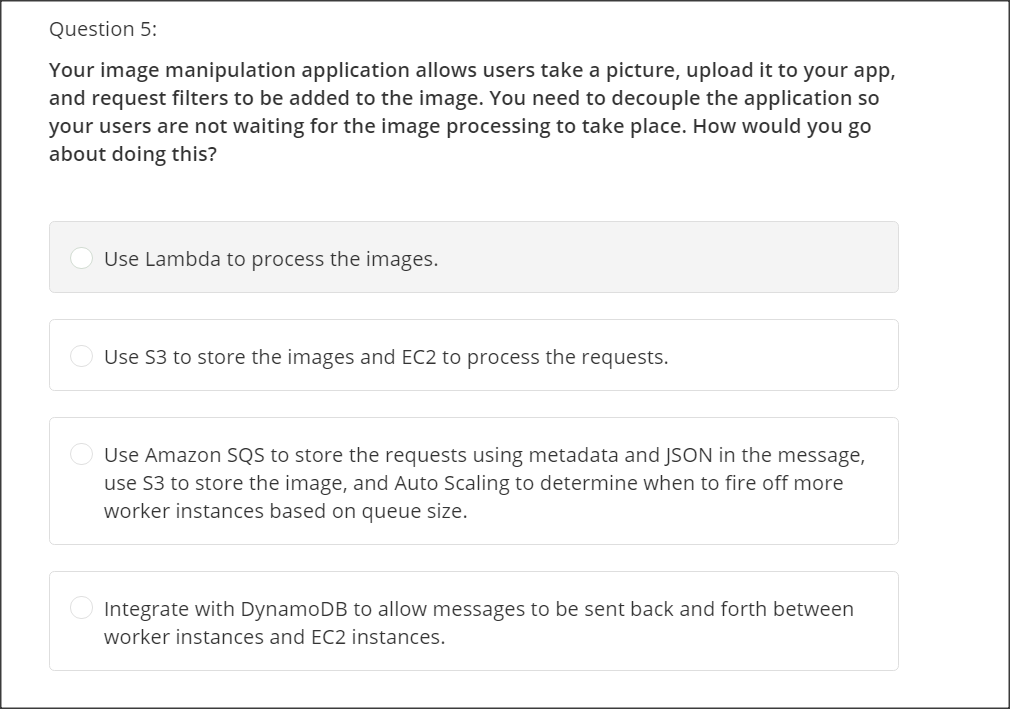 Question 5:
Your image manipulation application allows users take a picture, upload it to your app,
and request filters to be added to the image. You need to decouple the application so
your users are not waiting for the image processing to take place. How would you go
about doing this?
Use Lambda to process the images.
Use S3 to store the images and EC2 to process the requests.
Use Amazon SQS to store the requests using metadata and JSON in the message,
use S3 to store the image, and Auto Scaling to determine when to fire off more
worker instances based on queue size.
Integrate with DynamoDB to allow messages to be sent back and forth between
worker instances and EC2 instances.